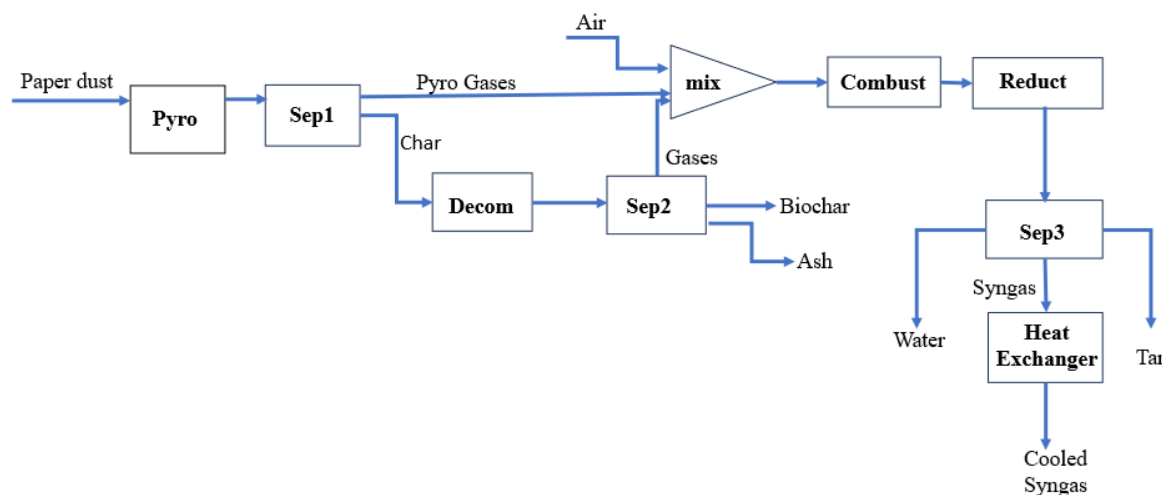 Air
Paper dust
Pyro Gases
mix
Combust
Reduct
Pyro
Sep1
Char
Gases
Decom
Sep2
Biochar
Ash
Sep3
Syngas
Water
Heat
Exchanger
Tar
Cooled
Syngas